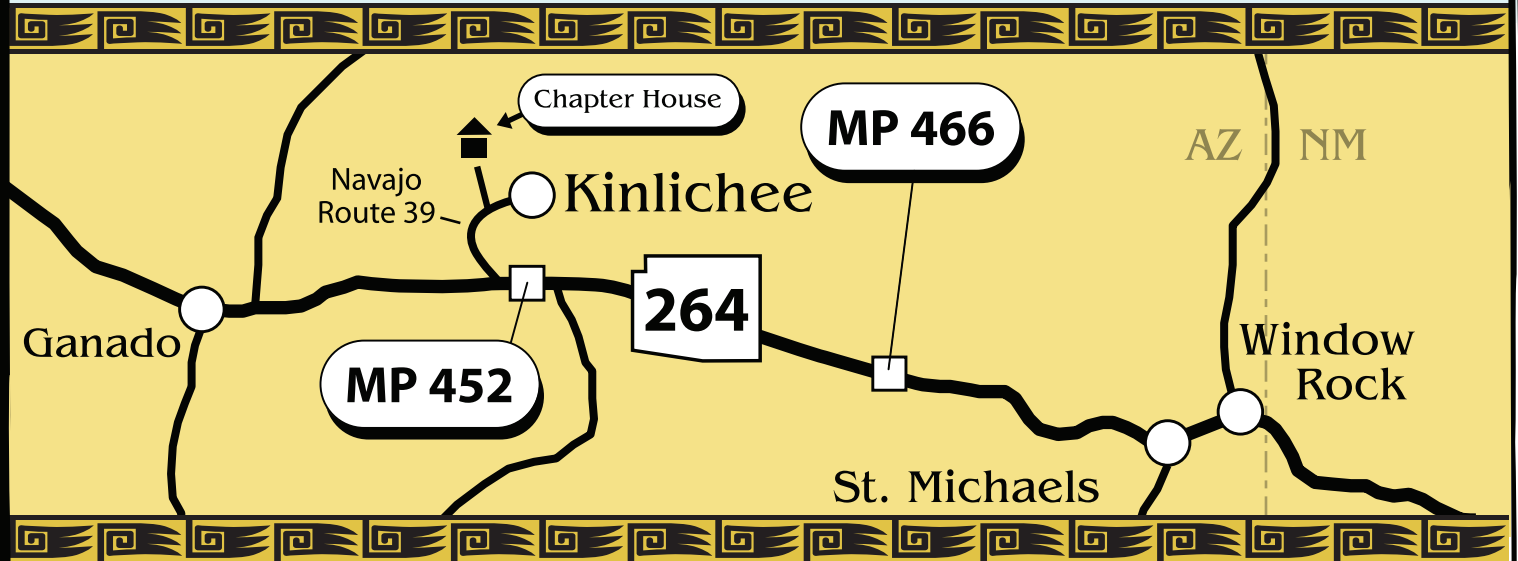 Chapter House
MP 466
AZ
NM
Navajo
Route 39
Kinlichee
264
Ganado
MP 452
Window
Rock
St. Michaels